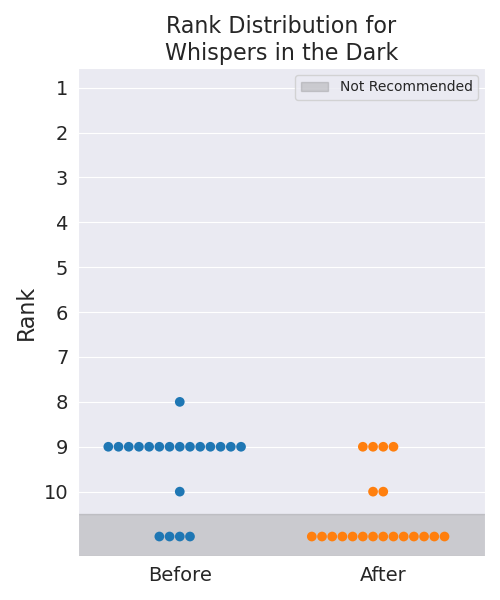 Rank Distribution for
Whispers in the Dark
Not Recommended
1
2
3
4
5
6
7
8
9
10
Rank
Before
After